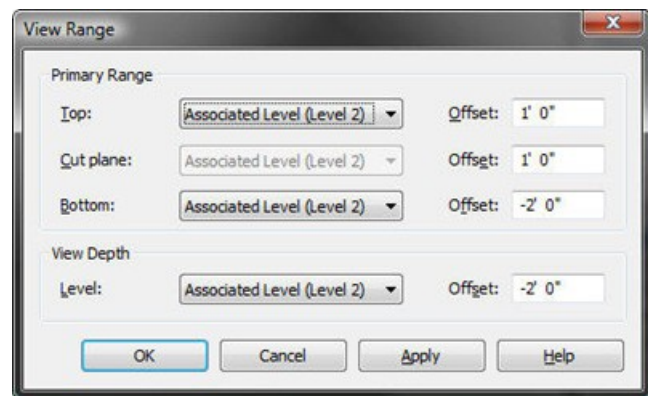 View Range
Primary Range
Top: Associated Level (Level 2) Offset: 1' 0"
Cut plane: Associated Level (Level 2) Offset: 1' 0"
Bottom: Associated Level (Level 2) Offset: -2' 0"
View Depth
Level: Associated Level (Level 2) Offset: -2' 0"
OK Cancel Apply Help